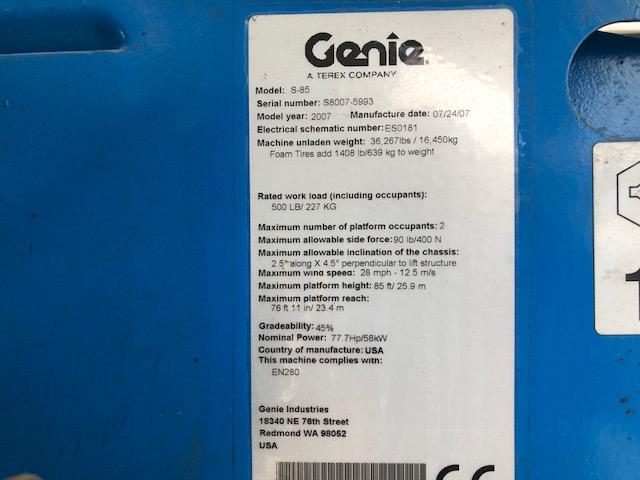 Genie
A TEREX COMPANY
Model: S-85
Serial number: S8007-5993
Model year: 2007 Manufacture date: 07/24/07
Electrical schematic number: ES0181
Machine unladen weight: 36,267lbs / 16,450kg
Foam Tires add 1408 lb/639 kg to weight
Rated work load (including occupants):
500 LB/ 227 KG
Maximum number of platform occupants: 2
Maximum allowable side force: 90 lb/400 N
Maximum allowable inclination of the chassis:
2.5° along X 4.5° perpendicular to lift structure
Maximum wind speed: 28 mph - 12.5 m/s
Maximum platform height: 85 ft/ 25.9 m
Maximum platform reach:
76 ft 11 in/ 23.4 m
Gradeability: 45%
Nominal Power: 77.7Hp/58kW
Country of manufacture: USA
This machine complies with:
EN280
Genie Industries
18340 NE 76th Street
Redmond WA 98052
USA
CE